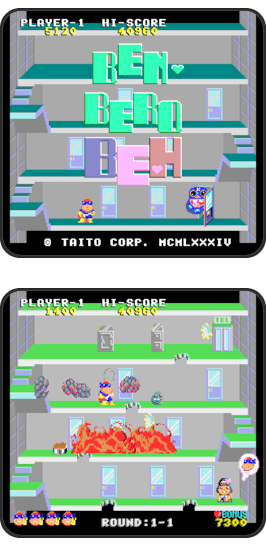 PLAYER-1 HI-SCORE
5120 40960
BEN
BERO
BEH
© TAITO CORP. MCMLXXXIV
PLAYER-1 HI-SCORE
1400 40960
TEL
BONUS
7300
ROUND:1-1